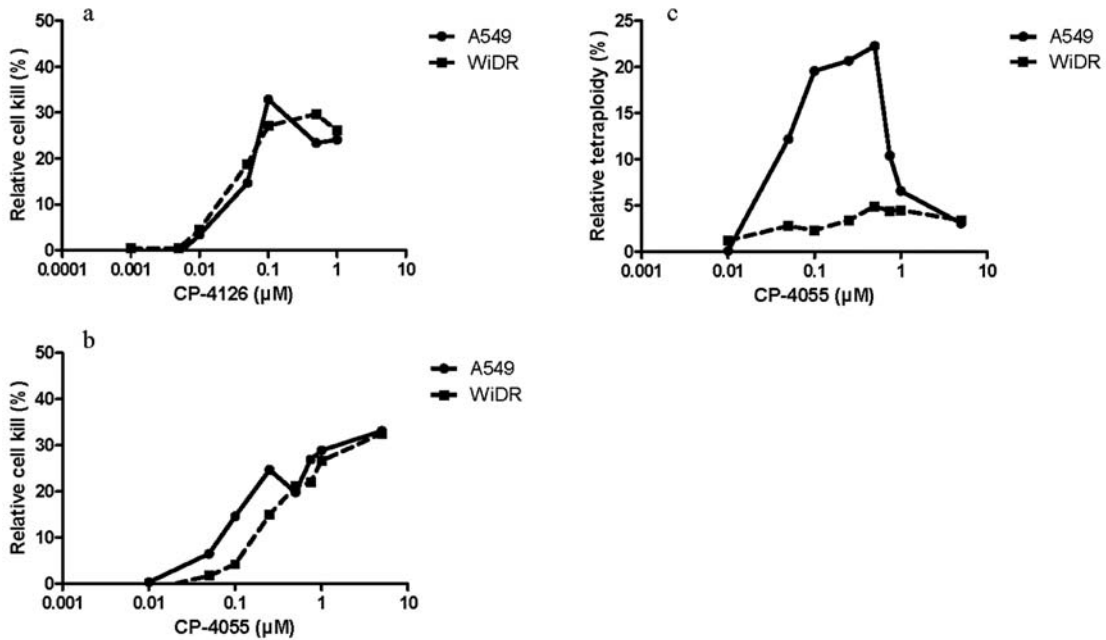 a
50
40
30
20
10
0
Relative cell kill (%)
0.0001 0.001 0.01 0.1 1 10
CP-4126 (µM)
A549
WiDR
c
25
20
15
10
5
0
Relative tetraploidy (%)
0.001 0.01 0.1 1 10
CP-4055 (µM)
A549
WiDR
b
50
40
30
20
10
0
Relative cell kill (%)
0.001 0.01 0.1 1 10
CP-4055 (µM)
A549
WiDR